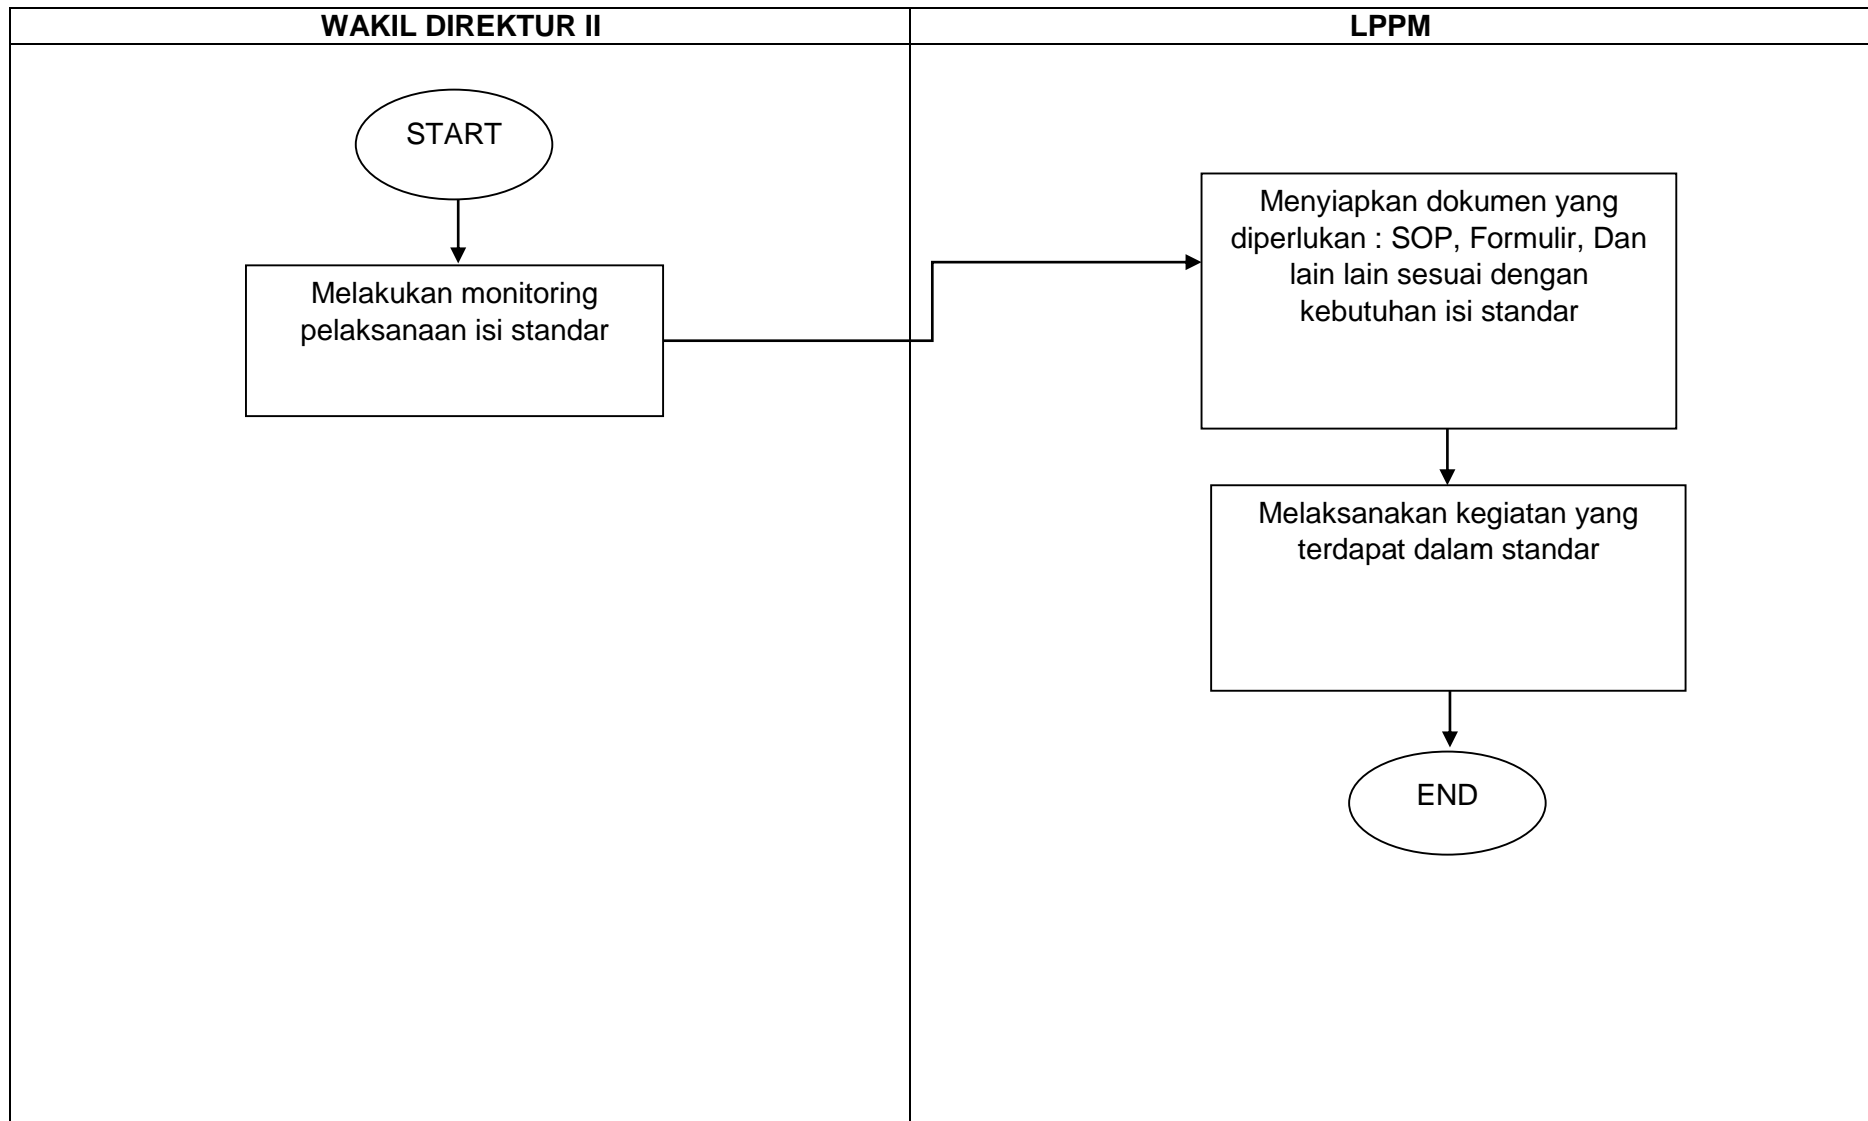 WAKIL DIREKTUR II
LPPM
START
Melakukan monitoring
pelaksanaan isi standar
Menyiapkan dokumen yang
diperlukan : SOP, Formulir, Dan
lain lain sesuai dengan
kebutuhan isi standar
Melaksanakan kegiatan yang
terdapat dalam standar
END